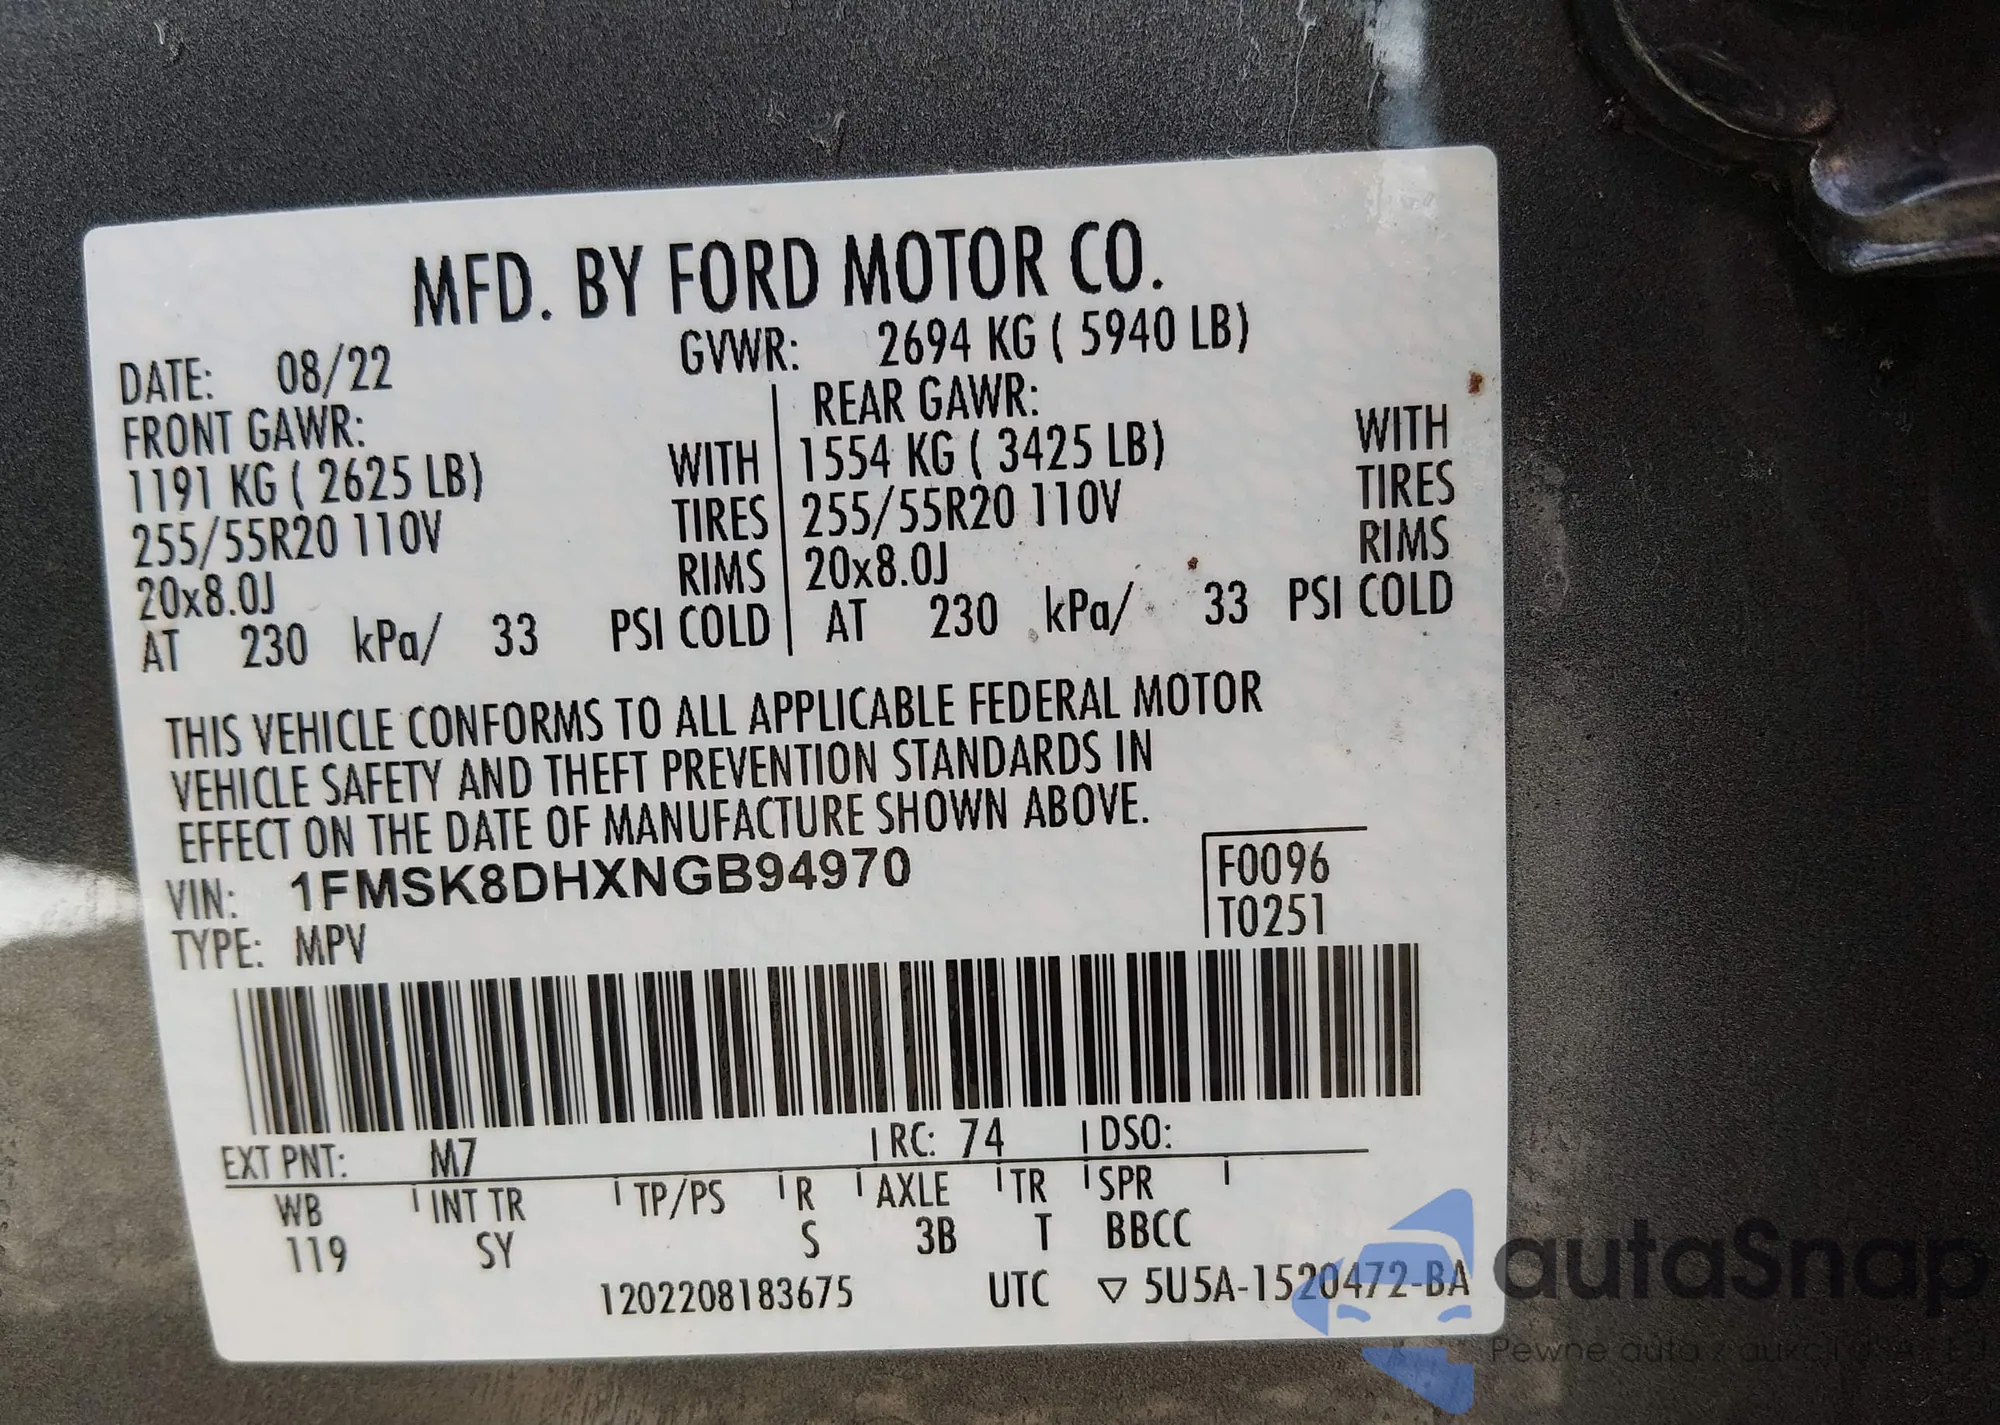 MFD. BY FORD MOTOR CO.
DATE: 08/22 GVWR: 2694 KG ( 5940 LB)
FRONT GAWR: REAR GAWR:
1191 KG ( 2625 LB) WITH 1554 KG ( 3425 LB) WITH
255/55R20 110V TIRES 255/55R20 110V TIRES
20x8.0J RIMS 20x8.0J RIMS
AT 230 kPa/ 33 PSI COLD AT 230 kPa/ 33 PSI COLD
THIS VEHICLE CONFORMS TO ALL APPLICABLE FEDERAL MOTOR
VEHICLE SAFETY AND THEFT PREVENTION STANDARDS IN
EFFECT ON THE DATE OF MANUFACTURE SHOWN ABOVE.
VIN: 1FMSK8DHXNGB94970 F0096
TYPE: MPV T0251
EXT PNT: M7 RC: 74 DSO:
WB INT TR TP/PS R AXLE TR SPR
119 SY S 3B T BBCC
1202208183675 UTC ▽ 5U5A-1520472-BA
autaSnap
Pewne auta z aukcji